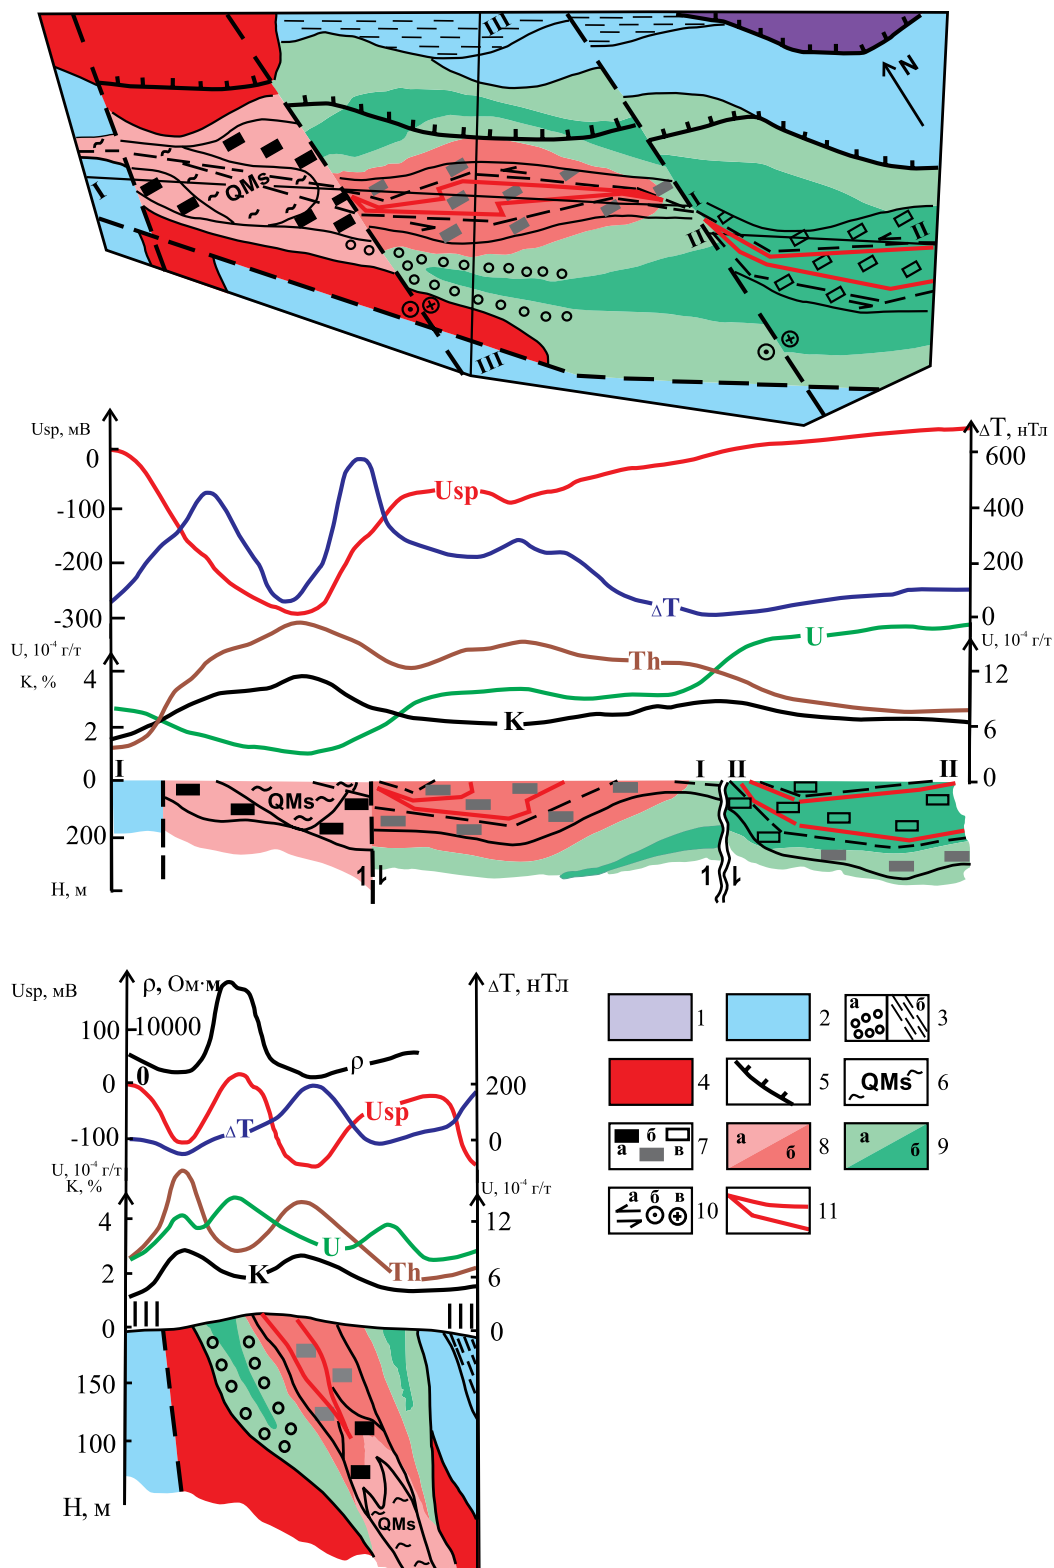 III
N
QMs
I
I
II
II
III
Usp, мВ
ΔT, нТл
0
600
Usp
-100
400
-200
200
ΔT
-300
0
U
U, 10⁻⁴ г/т
U, 10⁻⁴ г/т
Th
K, %
4
12
K
2
6
0
I
I
II
II
0
QMs
200
H, м
Usp, мВ
ρ, Ом·м
ΔT, нТл
10000
100
ρ
0
0
200
Usp
ΔT
-100
0
U, 10⁻⁴ г/т
K, %
U, 10⁻⁴ г/т
4
12
U
Th
K
2
6
III
III
0
0
150
100
H, м
QMs
1
2
а
б
3
4
5
QMs
6
а
б
в
7
а
б
8
а
б
9
а б в
10
11